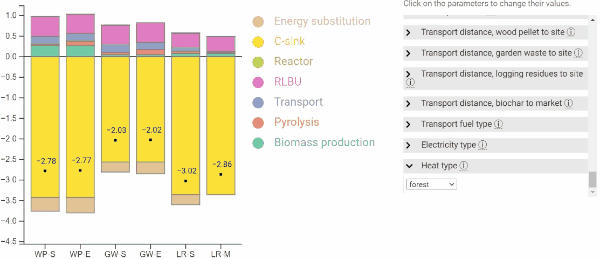 Click on the parameters to change their values.
1.0
0.5
0.0
−0.5
−1.0
−1.5
−2.0
−2.5
−3.0
−3.5
−4.0
−4.5
−2.78
−2.77
−2.03
−2.02
−3.02
−2.86
WP-S
WP-E
GW-S
GW-E
LR-S
LR-M
Energy substitution
C-sink
Reactor
RLBU
Transport
Pyrolysis
Biomass production
Transport distance, wood pellet to site
Transport distance, garden waste to site
Transport distance, logging residues to site
Transport distance, biochar to market
Transport fuel type
Electricity type
Heat type
forest